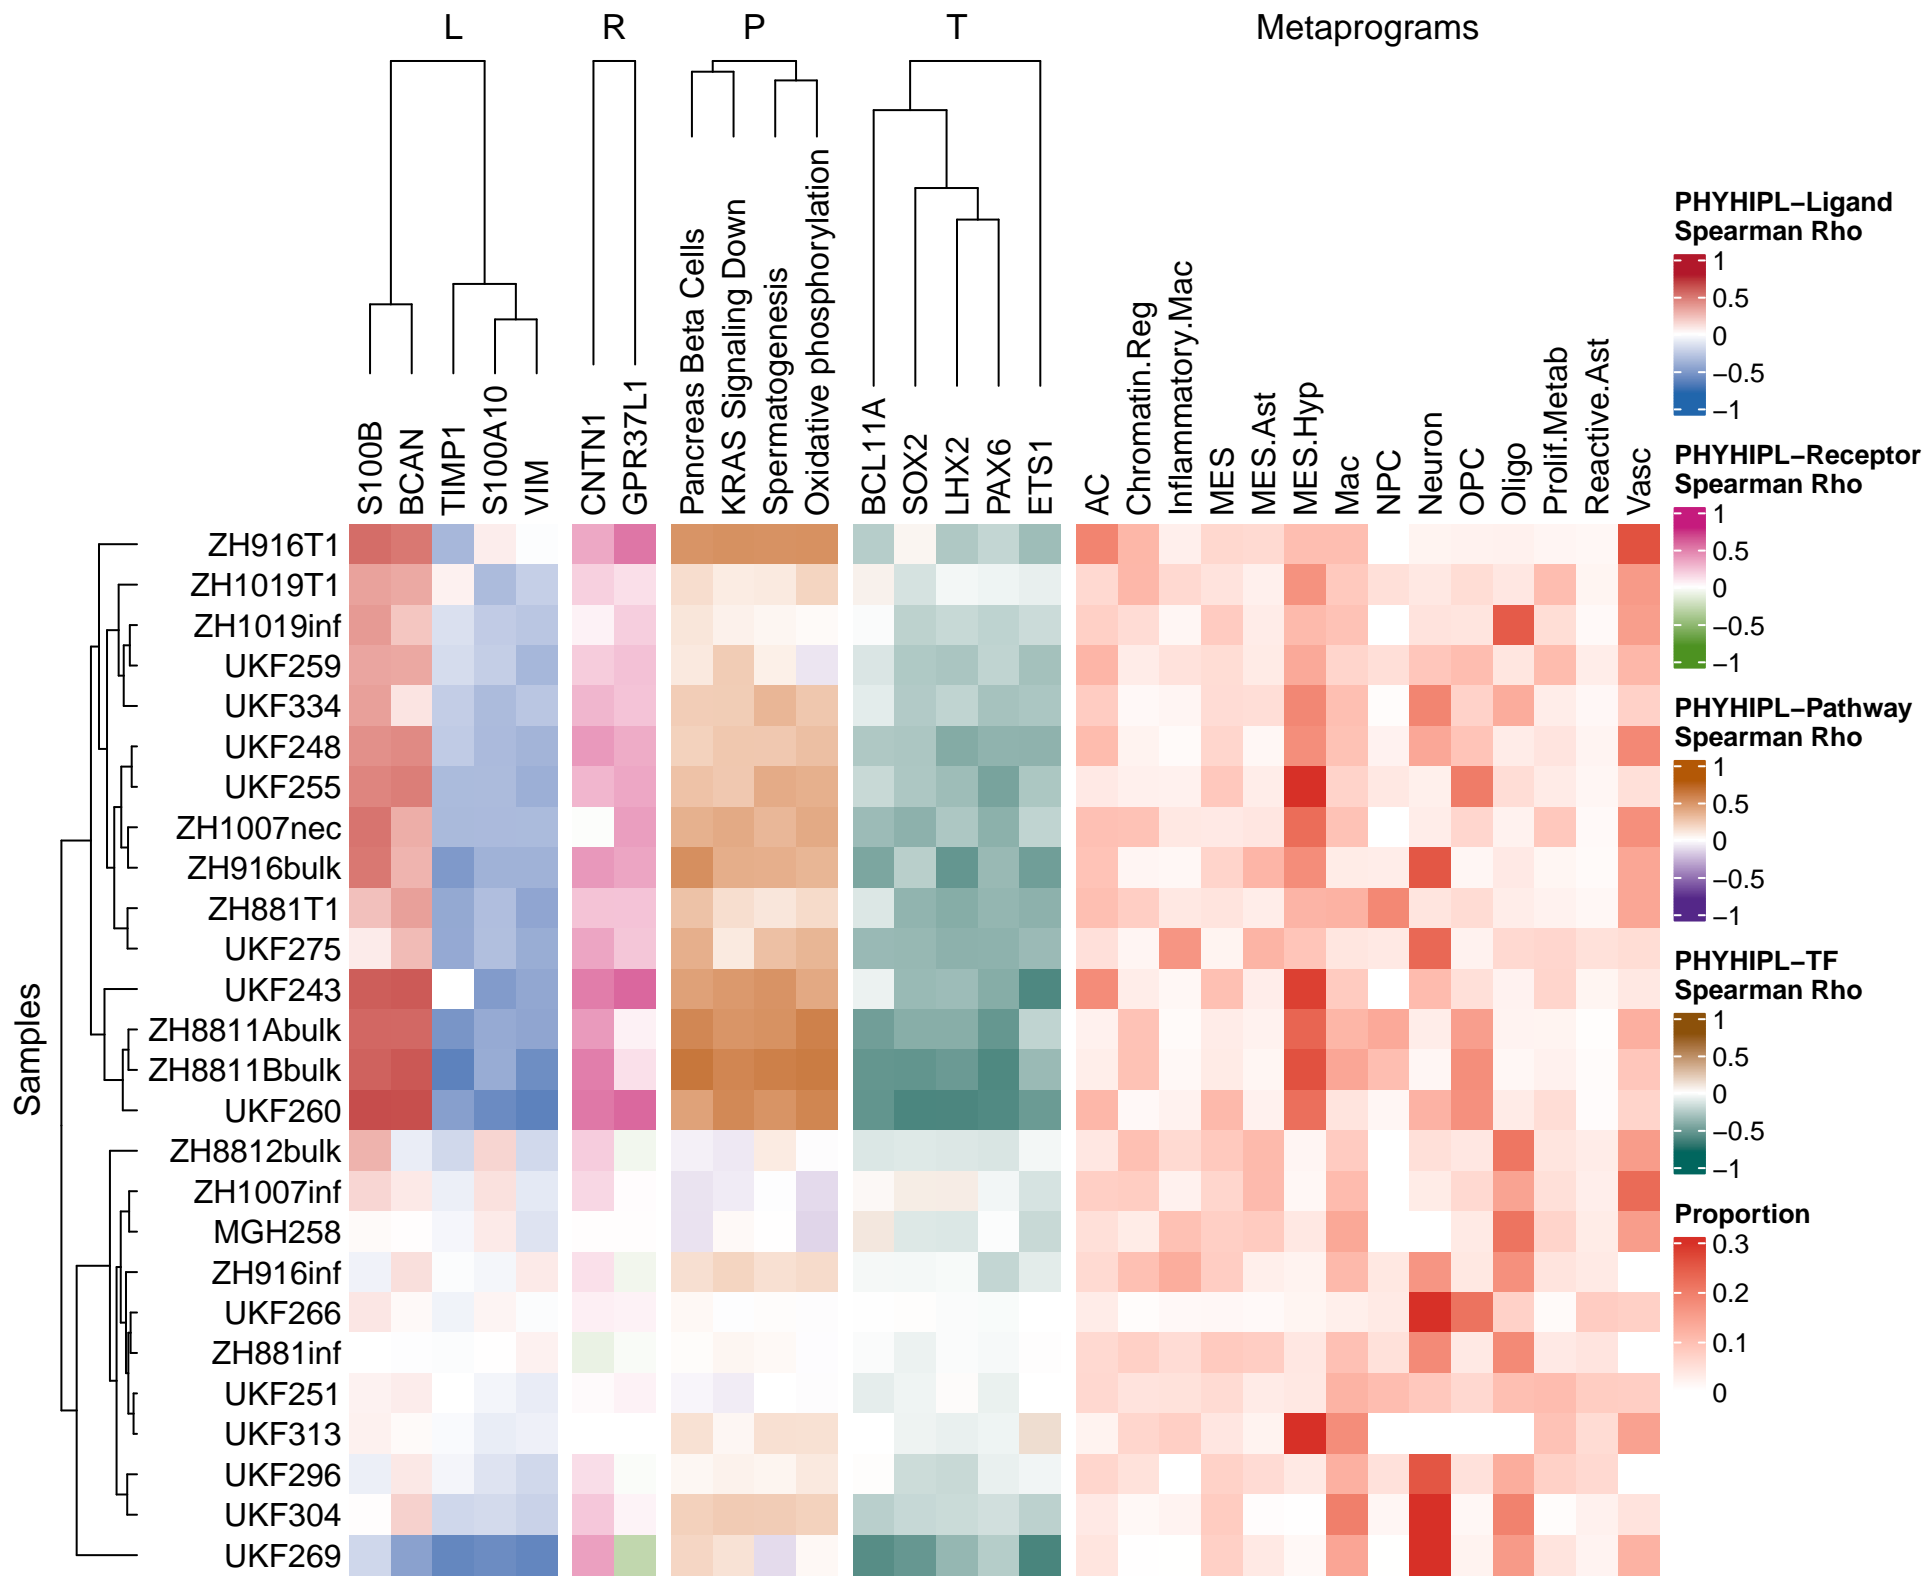 L
R
P
T
Metaprograms
S100B
BCAN
TIMP1
S100A10
VIM
CNTN1
GPR37L1
Pancreas Beta Cells
KRAS Signaling Down
Spermatogenesis
Oxidative phosphorylation
BCL11A
SOX2
LHX2
PAX6
ETS1
AC
Chromatin.Reg
Inflammatory.Mac
MES
MES.Ast
MES.Hyp
Mac
NPC
Neuron
OPC
Oligo
Prolif.Metab
Reactive.Ast
Vasc
Samples
ZH916T1
ZH1019T1
ZH1019inf
UKF259
UKF334
UKF248
UKF255
ZH1007nec
ZH916bulk
ZH881T1
UKF275
UKF243
ZH8811Abulk
ZH8811Bbulk
UKF260
ZH8812bulk
ZH1007inf
MGH258
ZH916inf
UKF266
ZH881inf
UKF251
UKF313
UKF296
UKF304
UKF269
PHYHIPL−Ligand
Spearman Rho
1
0.5
0
−0.5
−1
PHYHIPL−Receptor
Spearman Rho
1
0.5
0
−0.5
−1
PHYHIPL−Pathway
Spearman Rho
1
0.5
0
−0.5
−1
PHYHIPL−TF
Spearman Rho
1
0.5
0
−0.5
−1
Proportion
0.3
0.2
0.1
0